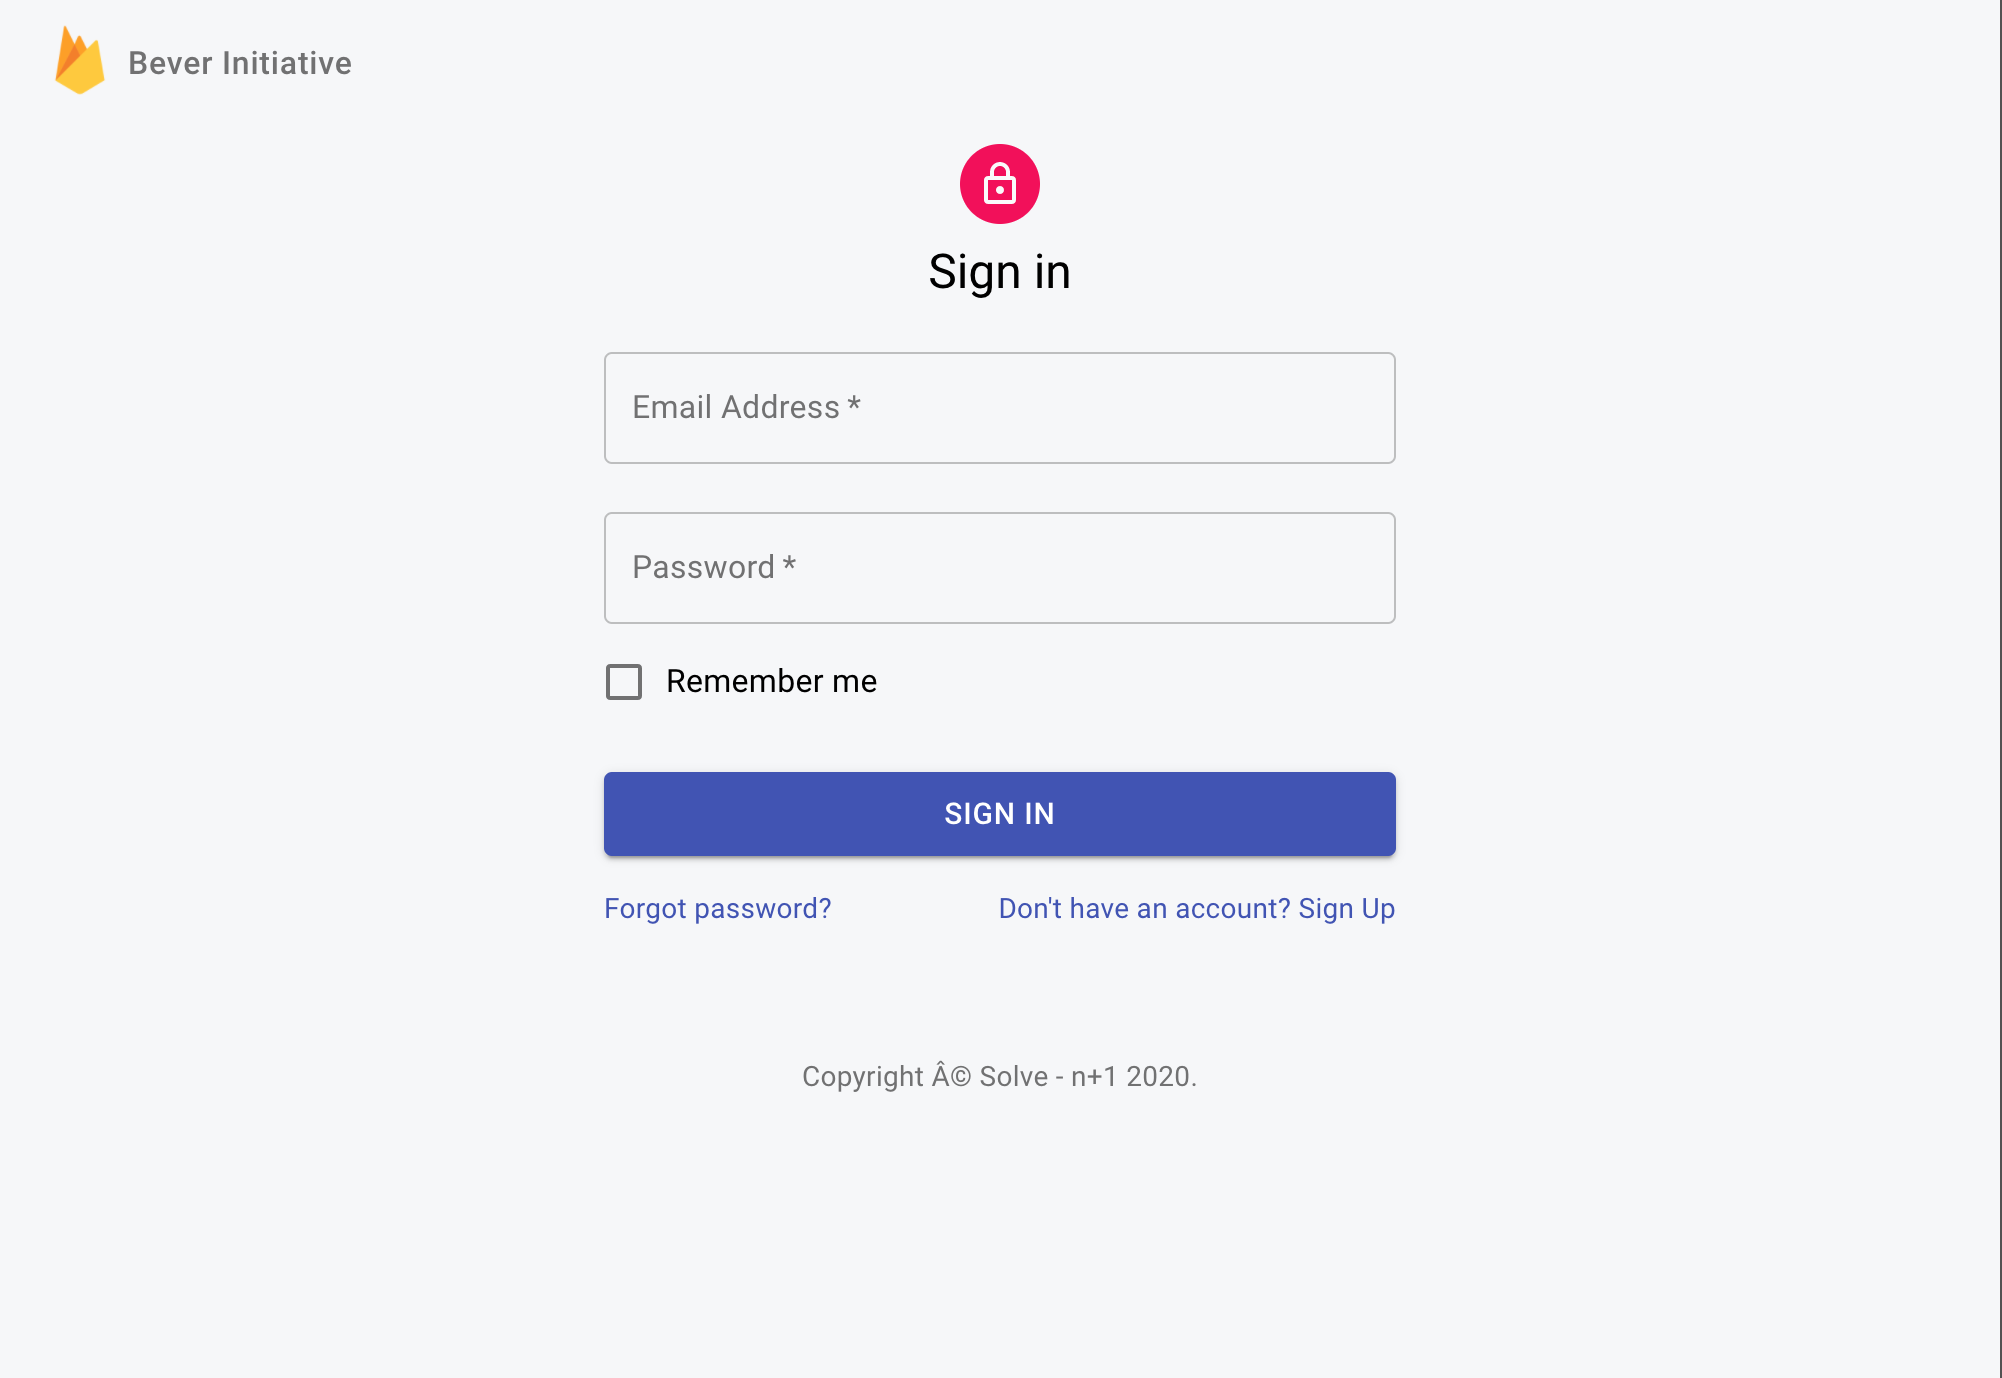 Bever Initiative
Sign in
Email Address *
Password *
Remember me
SIGN IN
Forgot password? Don't have an account? Sign Up
Copyright Â© Solve - n+1 2020.